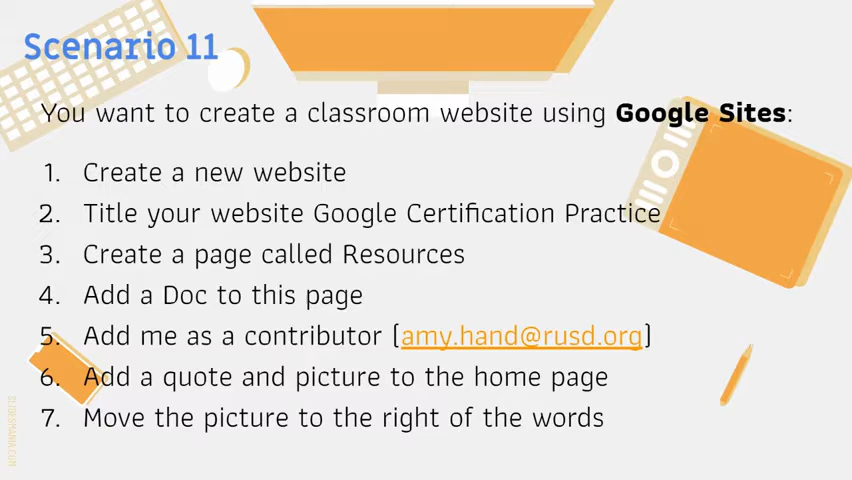 Scenario 11
You want to create a classroom website using Google Sites:
1. Create a new website
2. Title your website Google Certification Practice
3. Create a page called Resources
4. Add a Doc to this page
5. Add me as a contributor (amy.hand@rusd.org)
6. Add a quote and picture to the home page
7. Move the picture to the right of the words
SLIDESMANIA.COM